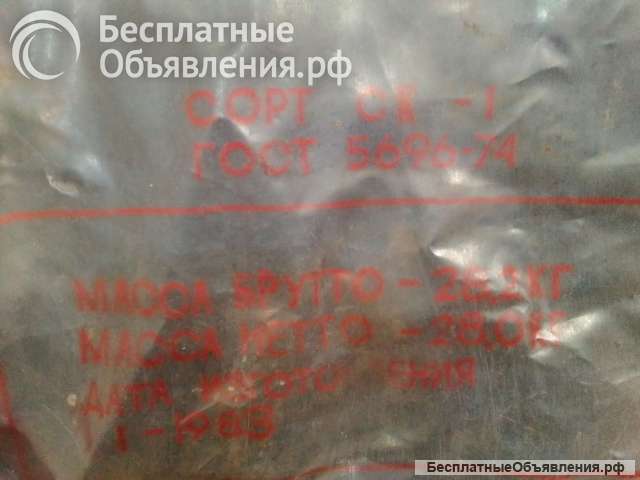 Бесплатные
Объявления.рф
СОРТ СК -1
ГОСТ 5696-74
МАССА БРУТТО - 28,2КГ
МАССА НЕТТО - 28,0КГ
ДАТА ИЗГОТОВЛЕНИЯ
1-1983
БесплатныеОбъявления.рф